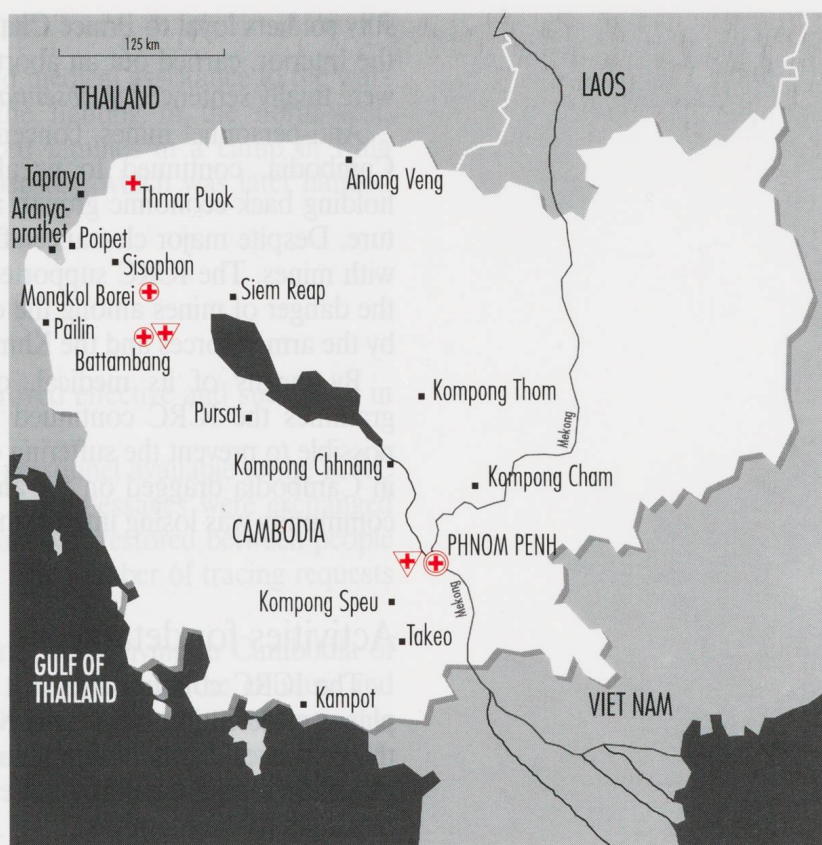 125 km
THAILAND
LAOS
Tapraya
Thmar Puok
Anlong Veng
Aranya-
prathet
Poipet
Sisophon
Mongkol Borei
Siem Reap
Pailin
Battambang
Kompong Thom
Pursat
Mekong
Kompong Chhnang
Kompong Cham
CAMBODIA
PHNOM PENH
Kompong Speu
Mekong
Takeo
GULF OF
THAILAND
Kampot
VIET NAM